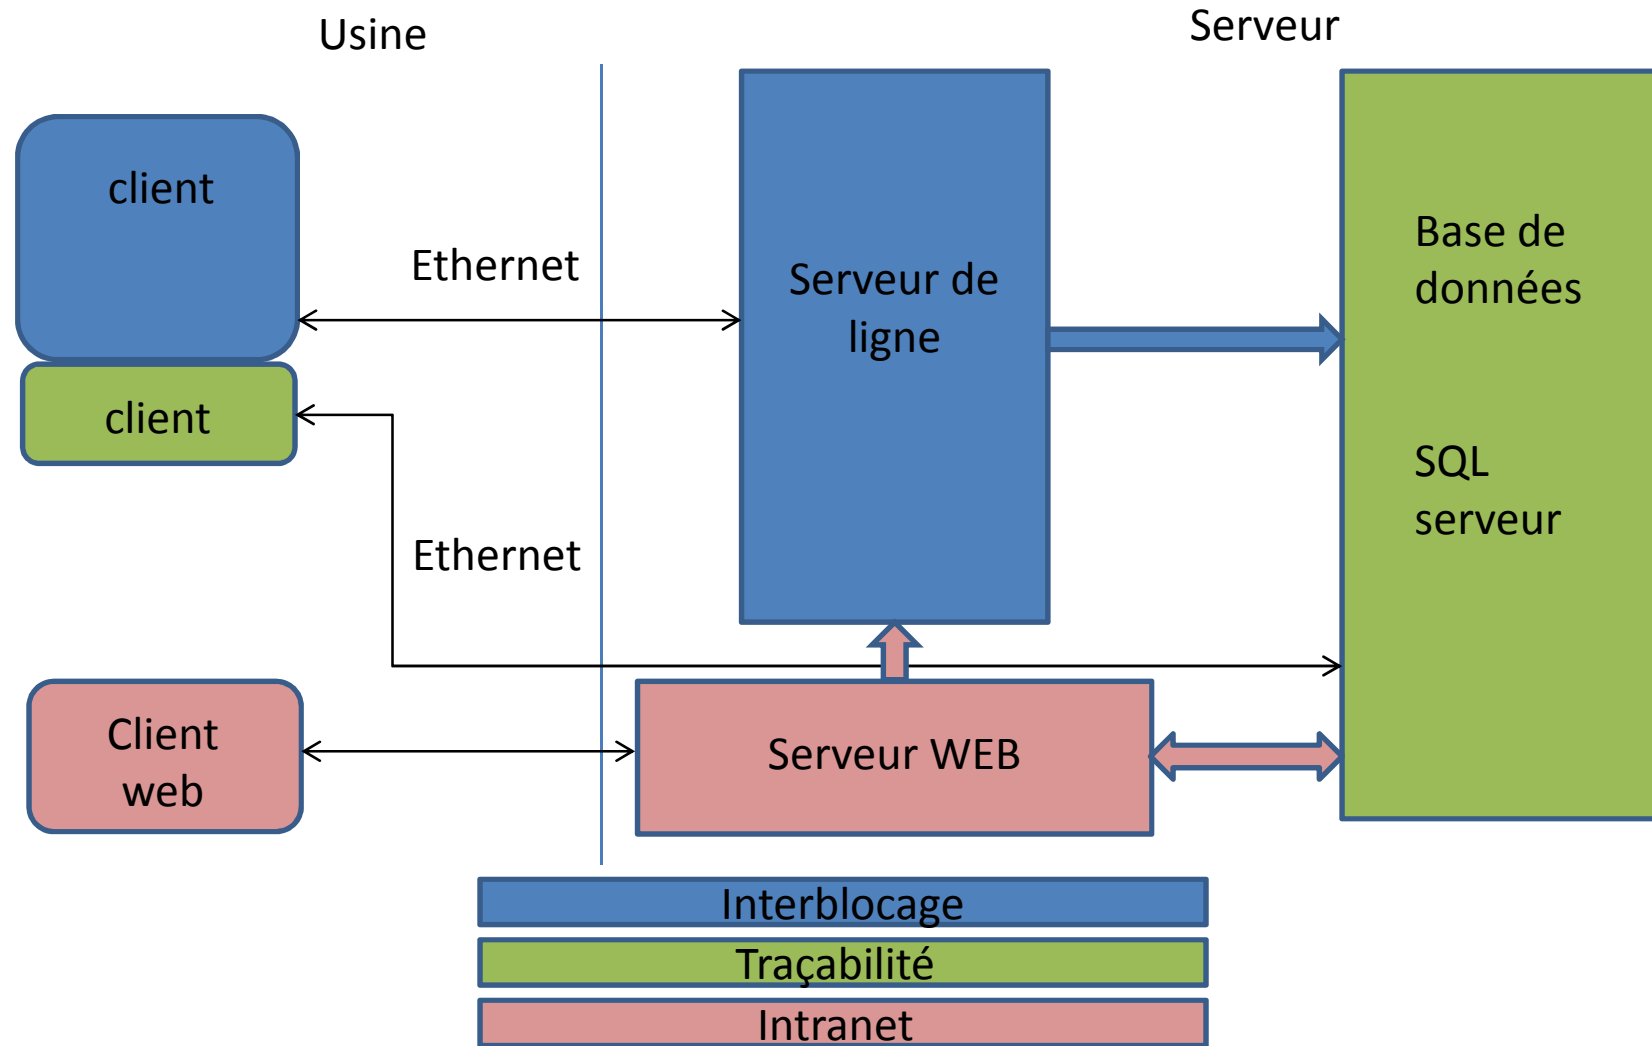 Usine
Serveur
client
Ethernet
Serveur de
ligne
Base de
données
client
SQL
serveur
Ethernet
Client
web
Serveur WEB
Interblocage
Traçabilité
Intranet